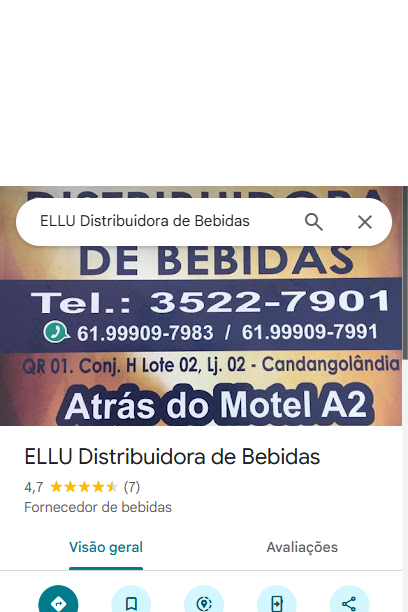 DISTRIBUIDORA
ELLU Distribuidora de Bebidas
DE BEBIDAS
Tel.: 3522-7901
61.99909-7983 / 61.99909-7991
QR 01. Conj. H Lote 02, Lj. 02 - Candangolândia
Atrás do Motel A2
ELLU Distribuidora de Bebidas
4,7 (7)
Fornecedor de bebidas
Visão geral
Avaliações